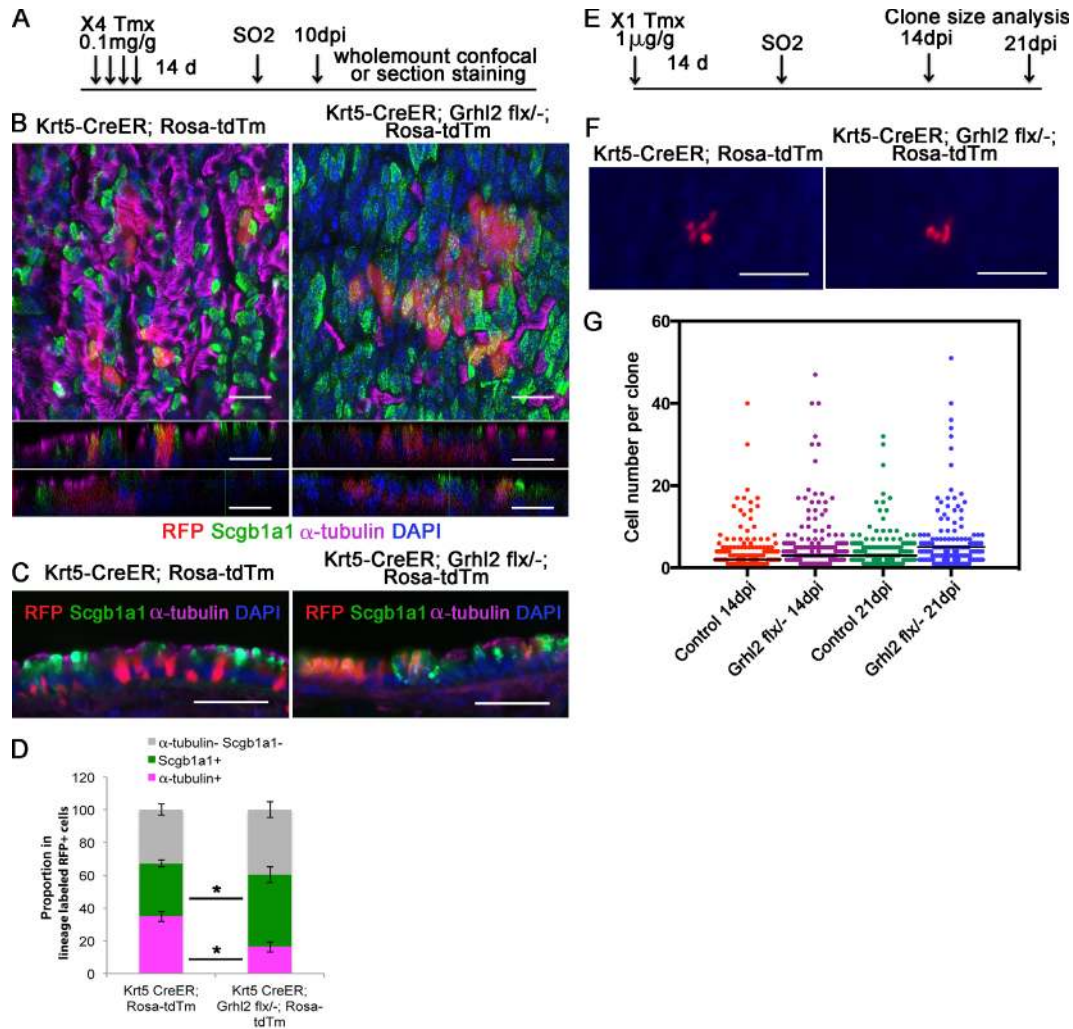 A
X4 Tmx
0.1mg/g
14 d
SO2
10dpi
wholemount confocal
or section staining
B
Krt5-CreER; Rosa-tdTm
Krt5-CreER; Grhl2 flx/-;
Rosa-tdTm
RFP Scgb1a1 α-tubulin DAPI
C
Krt5-CreER; Rosa-tdTm
Krt5-CreER; Grhl2 flx/-;
Rosa-tdTm
RFP Scgb1a1 α-tubulin DAPI
RFP Scgb1a1 α-tubulin DAPI
D
α-tubulin- Scgb1a1-
Scgb1a1+
α-tubulin+
Proportion in
lineage labeled RFP+ cells
120
100
80
60
40
20
0
*
*
Krt5 CreER;
Rosa-tdTm
Krt5 CreER;
Grhl2 flx/-; Rosa-
tdTm
E
X1 Tmx
1μg/g
14 d
SO2
Clone size analysis
14dpi
21dpi
F
Krt5-CreER; Rosa-tdTm
Krt5-CreER; Grhl2 flx/-;
Rosa-tdTm
G
Cell number per clone
60
40
20
0
Control 14dpi
Grhl2 flx/- 14dpi
Control 21dpi
Grhl2 flx/- 21dpi